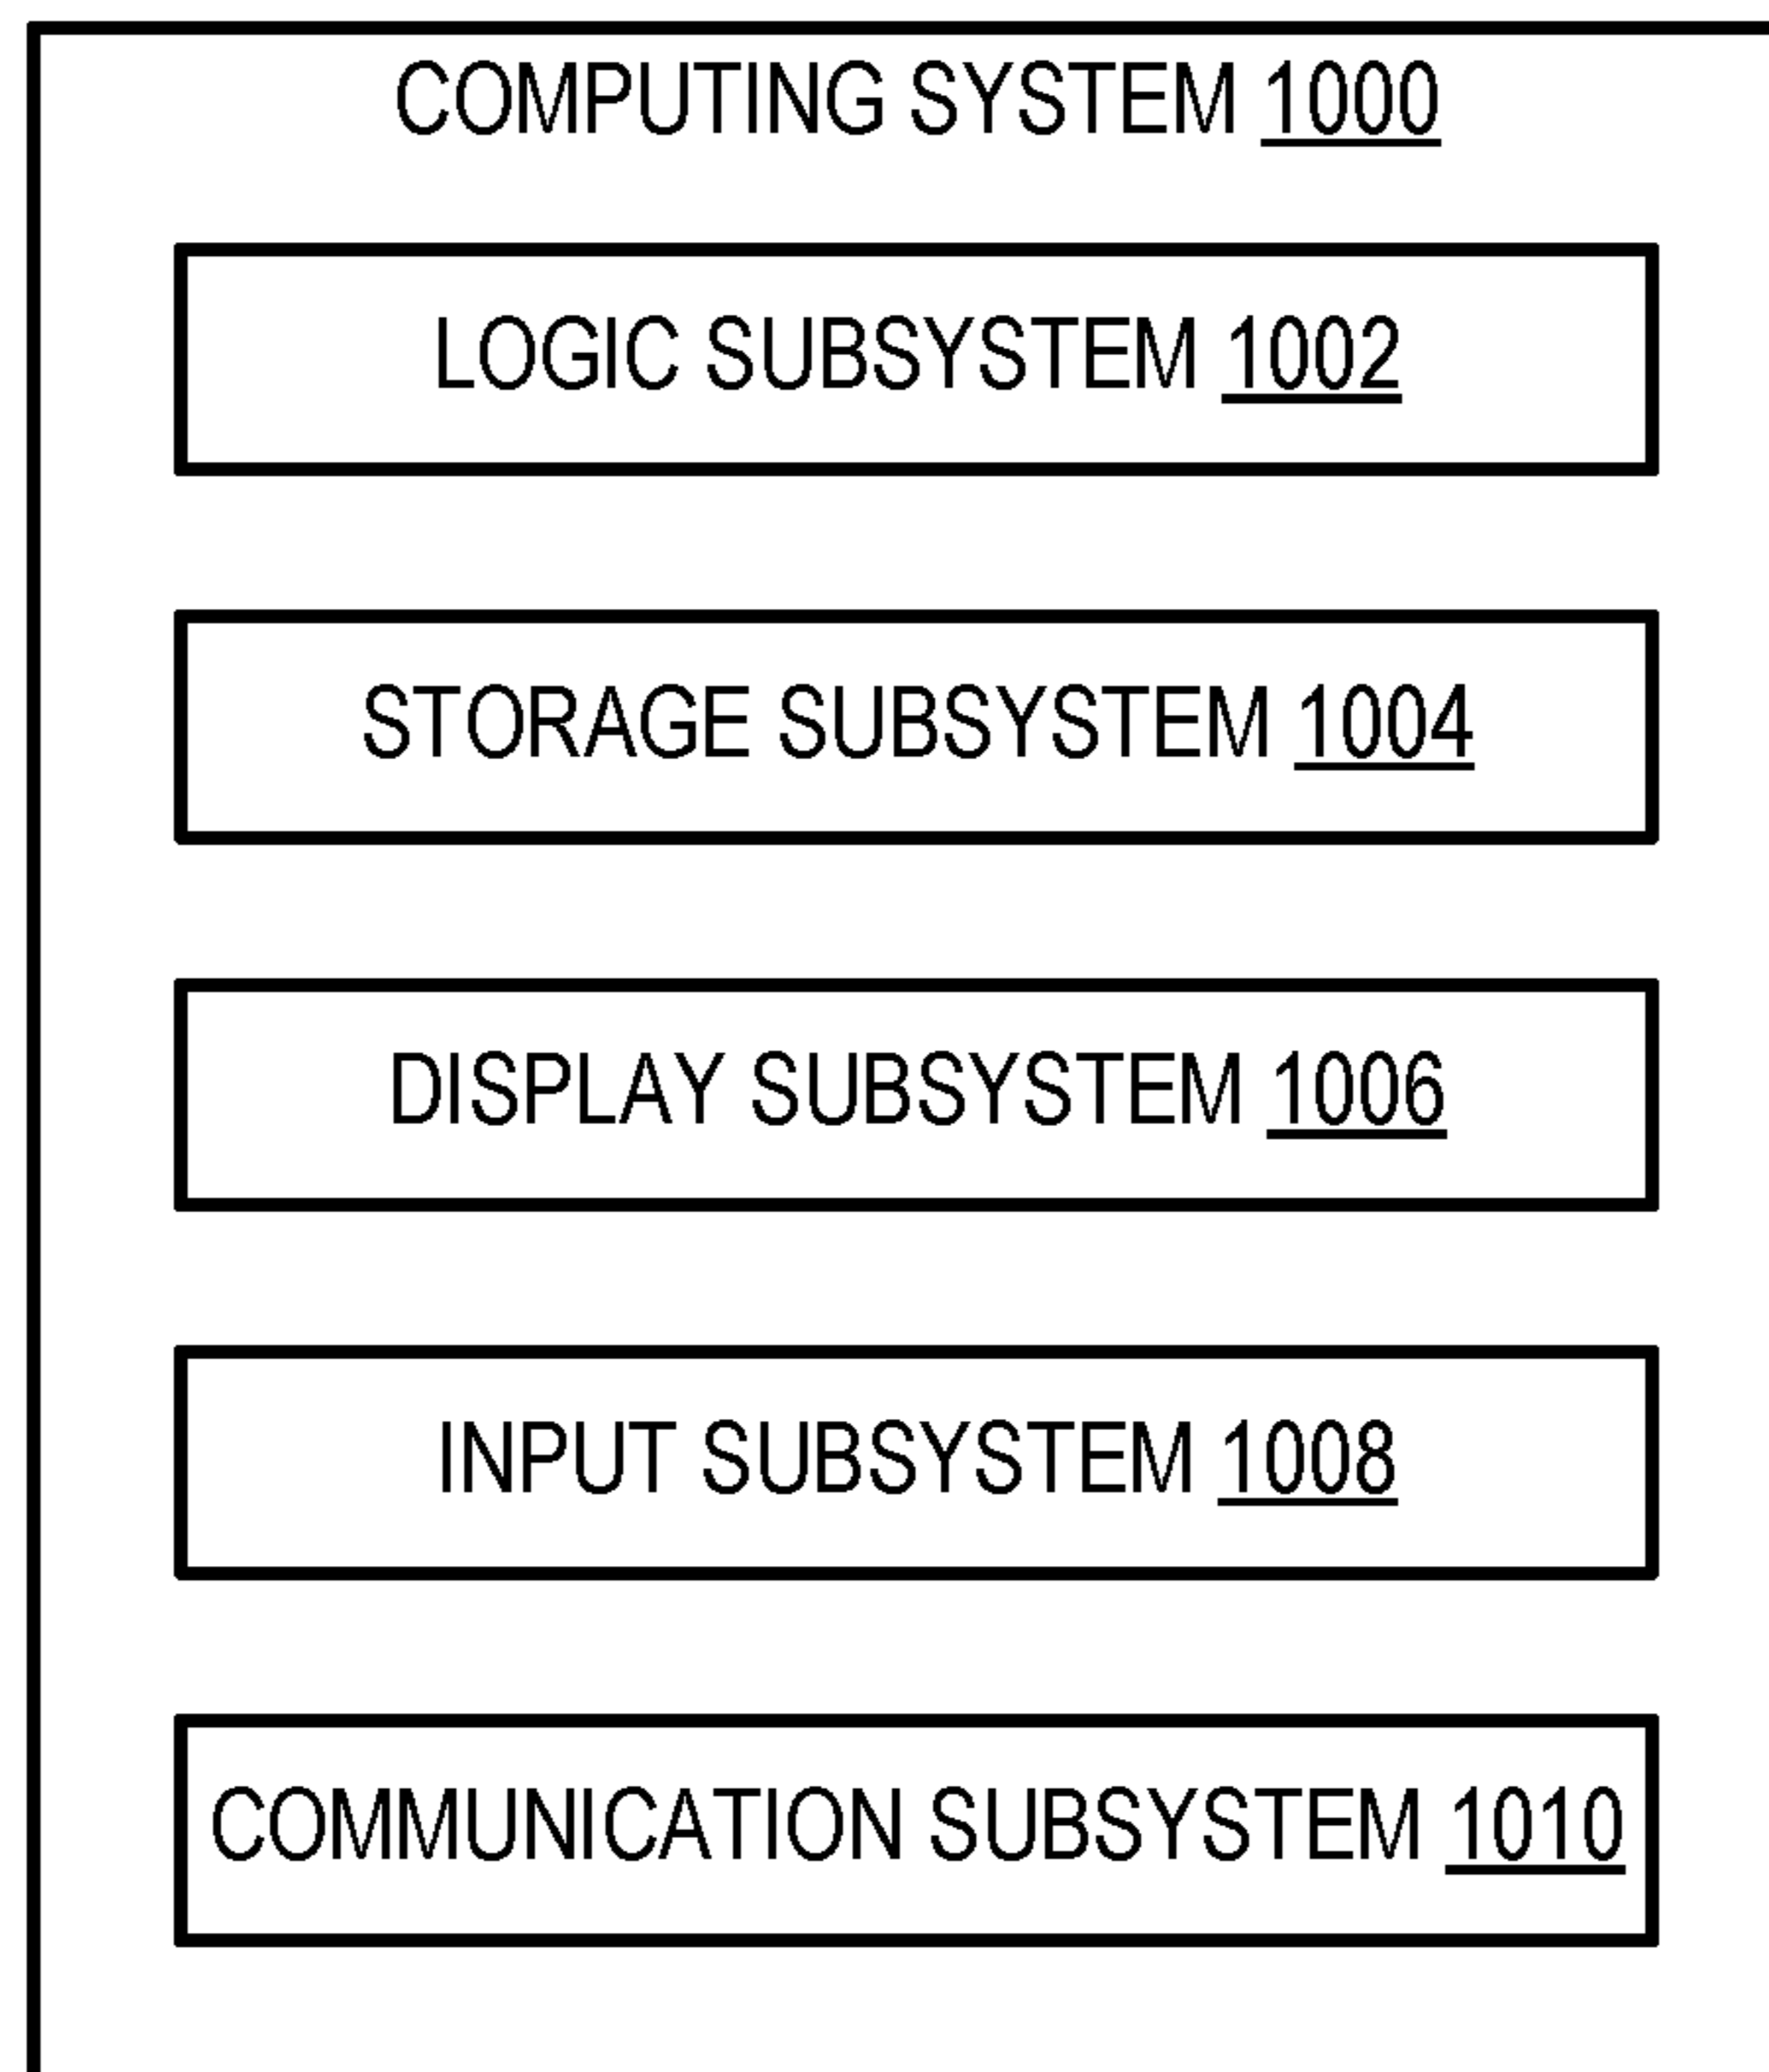 COMPUTING SYSTEM 1000
LOGIC SUBSYSTEM 1002
STORAGE SUBSYSTEM 1004
DISPLAY SUBSYSTEM 1006
INPUT SUBSYSTEM 1008
COMMUNICATION SUBSYSTEM 1010